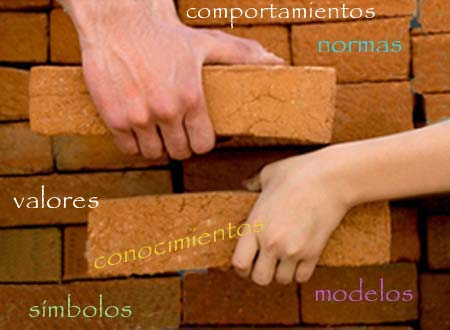 comportamientos
normas
valores
conocimientos
símbolos
modelos